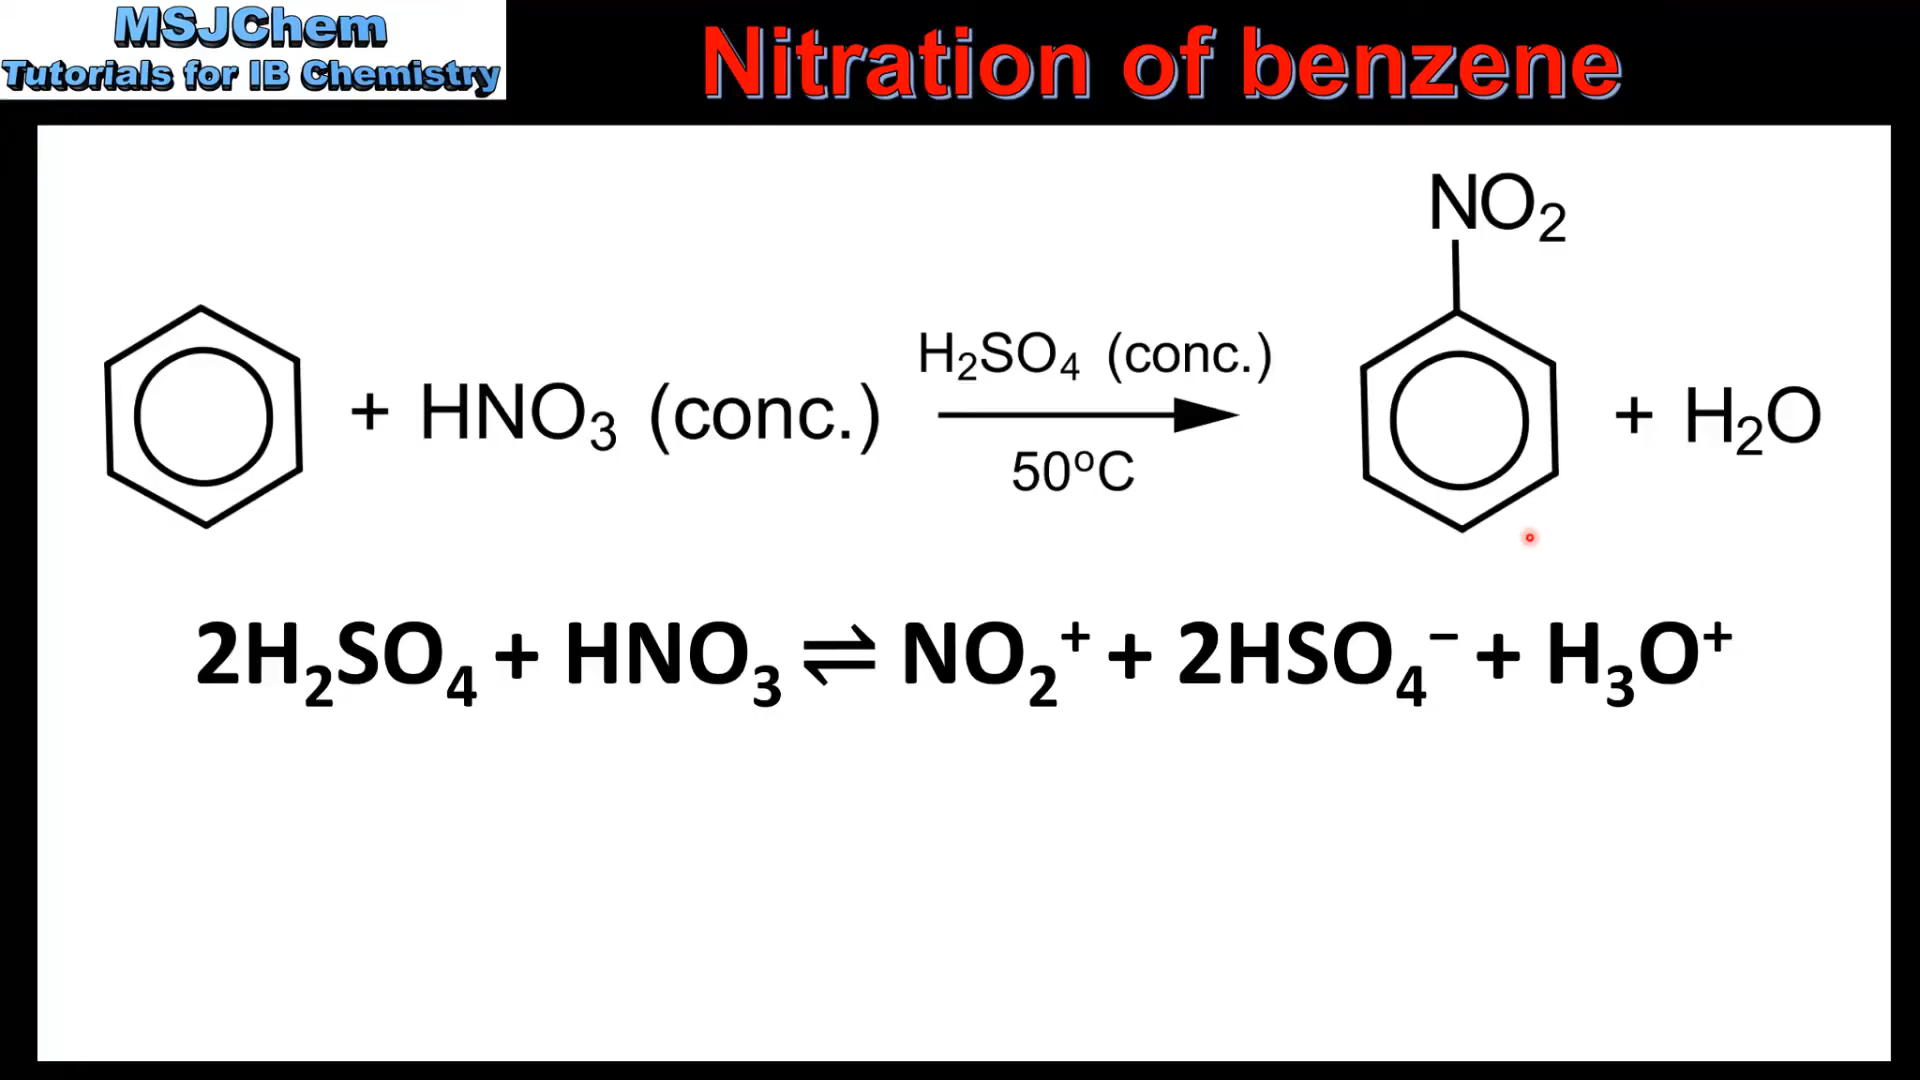 MSJChem
Tutorials for IB Chemistry
Nitration of benzene
NO₂
H₂SO₄ (conc.)
+ HNO₃ (conc.)
50ºC
+ H₂O
2H₂SO₄ + HNO₃ ⇌ NO₂⁺ + 2HSO₄⁻ + H₃O⁺